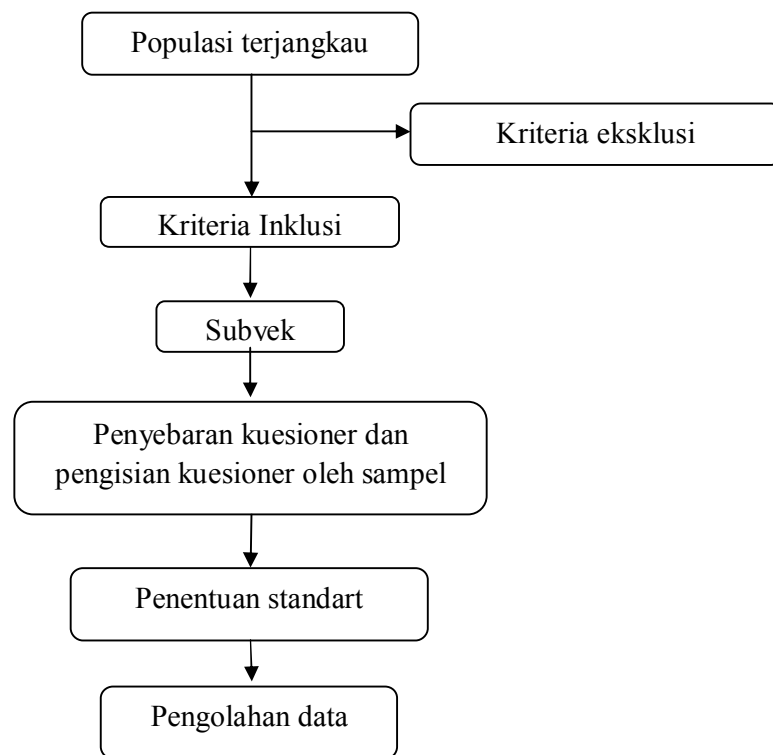 Populasi terjangkau
Kriteria eksklusi
Kriteria Inklusi
Subyek
Penyebaran kuesioner dan
pengisian kuesioner oleh sampel
Penentuan standart
Pengolahan data